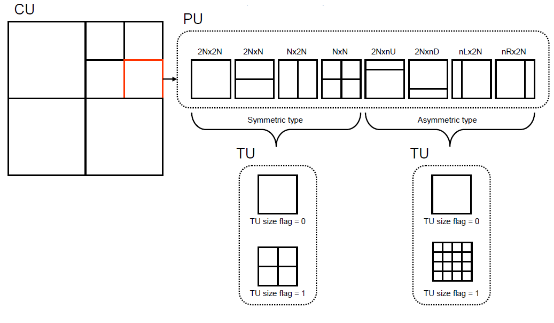 CU
PU
2Nx2N 2NxN Nx2N NxN 2NxnU 2NxnD nLx2N nRx2N
Symmetric type Asymmetric type
TU TU
TU size flag = 0 TU size flag = 0
TU size flag = 1 TU size flag = 1